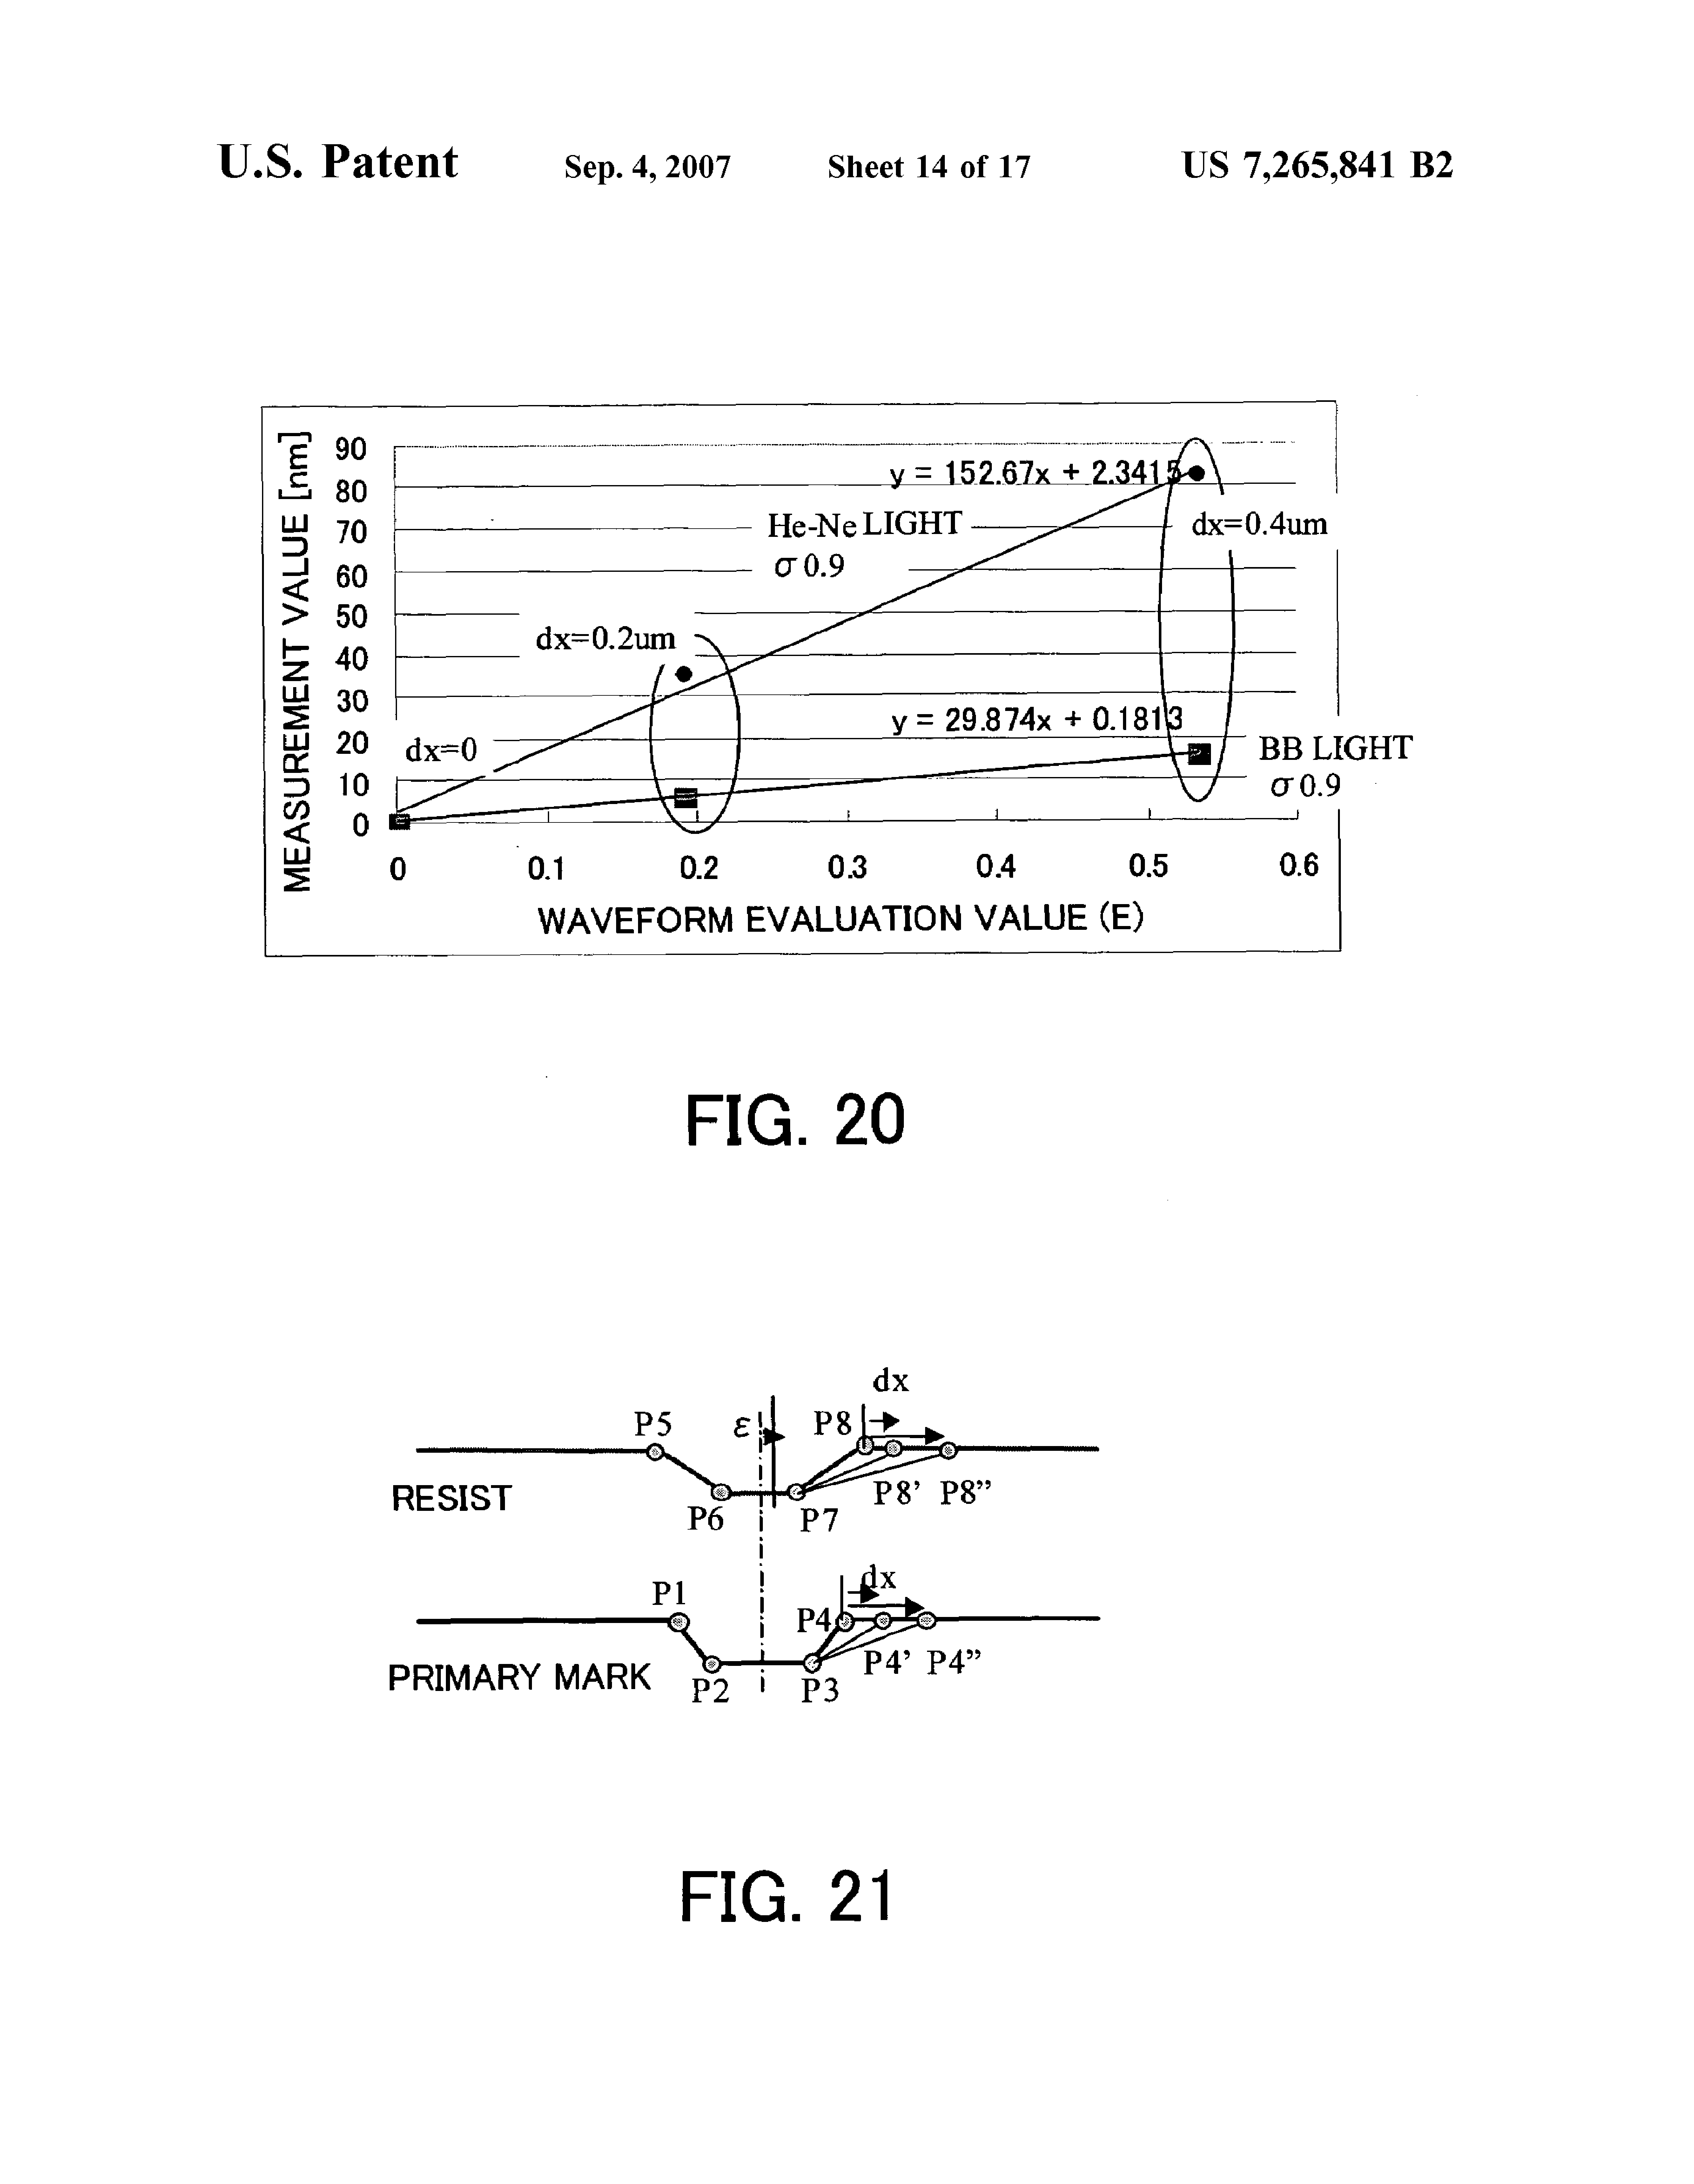 U.S. Patent Sep. 4, 2007 Sheet 14 of 17 US 7,265,841 B2
MEASUREMENT VALUE [nm]
90
80
70
60
50
40
30
20
10
0
y = 152.67x + 2.3415
He-Ne LIGHT
σ 0.9
dx=0.4um
dx=0.2um
y = 29.874x + 0.1813
dx=0
BB LIGHT
σ 0.9
0 0.1 0.2 0.3 0.4 0.5 0.6
WAVEFORM EVALUATION VALUE (E)
FIG. 20
dx
P5 ε P8
RESIST
P8’ P8”
P6 P7
dx
P1
P4
P4’ P4”
PRIMARY MARK
P2 P3
FIG. 21